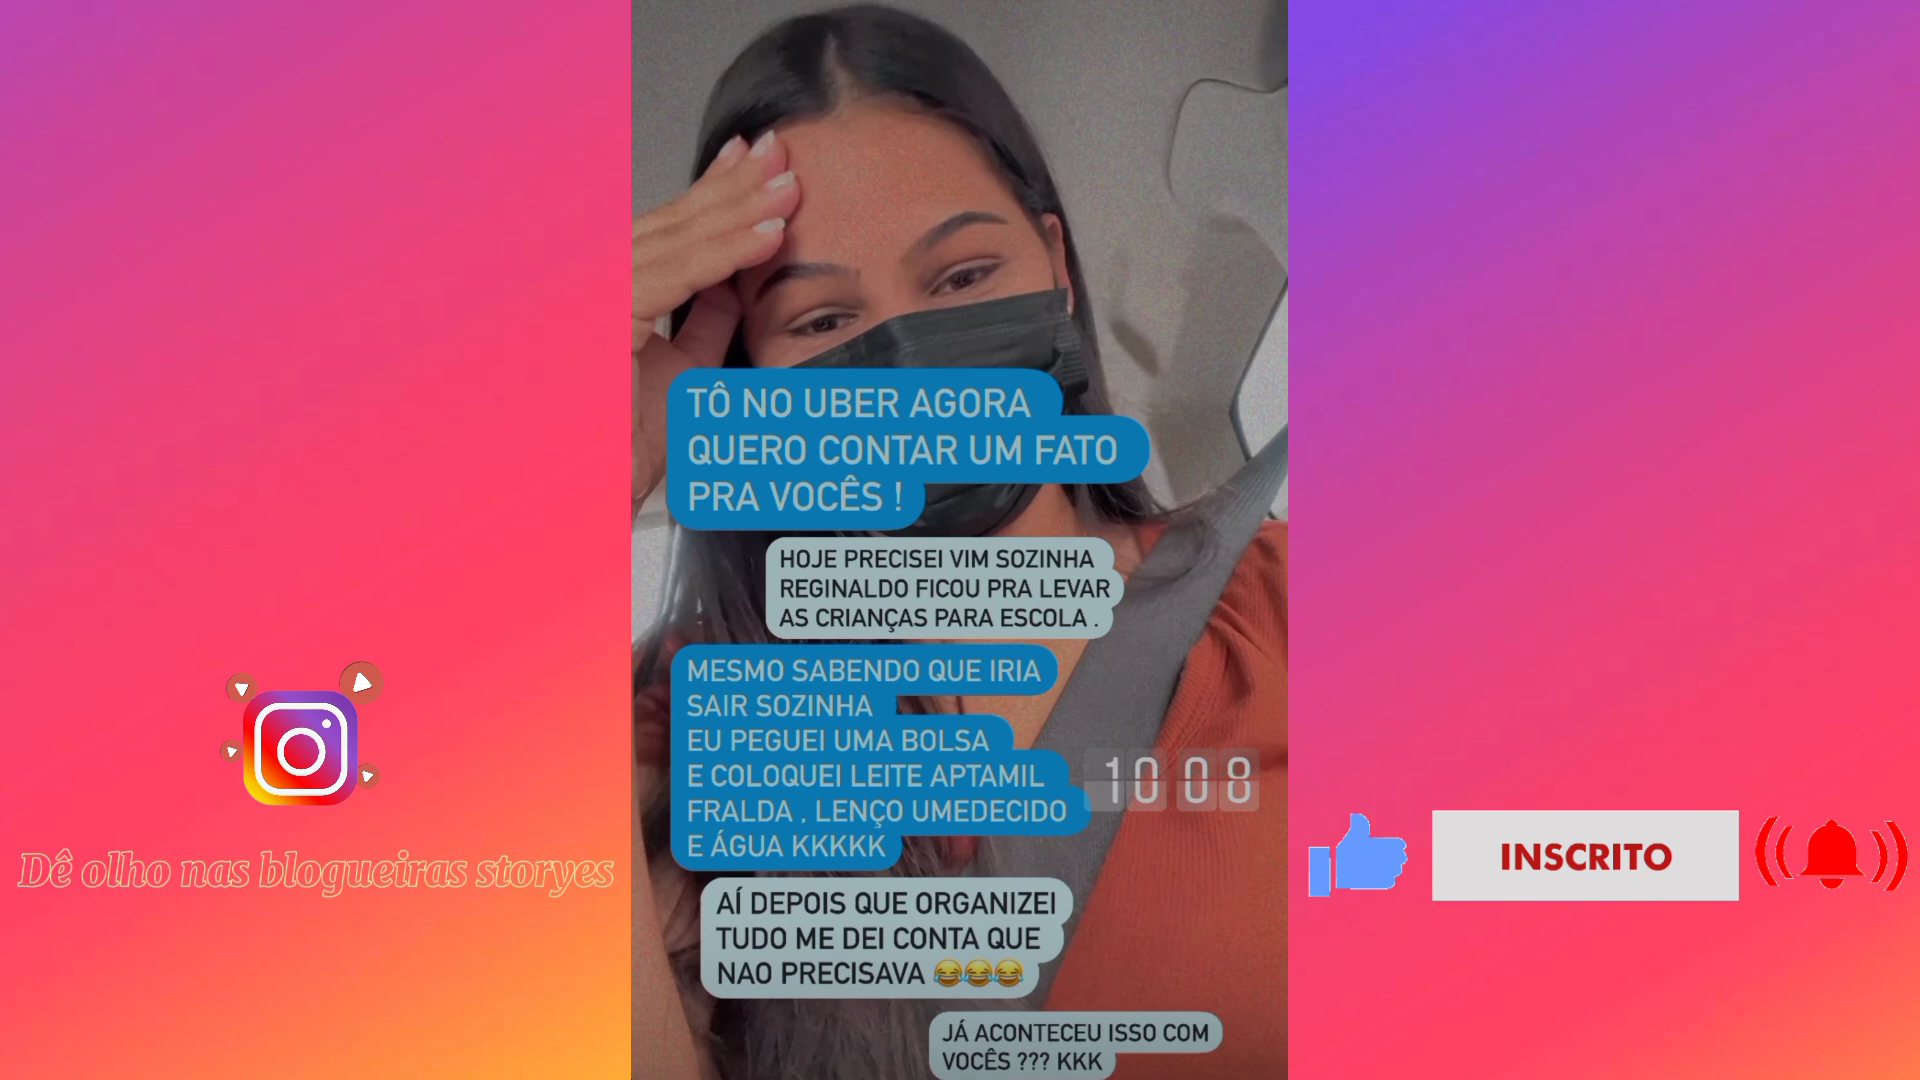 TÔ NO UBER AGORA
QUERO CONTAR UM FATO
PRA VOCÊS !
HOJE PRECISEI VIM SOZINHA
REGINALDO FICOU PRA LEVAR
AS CRIANÇAS PARA ESCOLA .
MESMO SABENDO QUE IRIA
SAIR SOZINHA
EU PEGUEI UMA BOLSA
E COLOQUEI LEITE APTAMIL
FRALDA , LENÇO UMEDECIDO
E ÁGUA KKKKK
10 08
AÍ DEPOIS QUE ORGANIZEI
TUDO ME DEI CONTA QUE
NAO PRECISAVA 😂😂😂
JÁ ACONTECEU ISSO COM
VOCÊS ??? KKK
Dê olho nas blogueiras storyes
INSCRITO